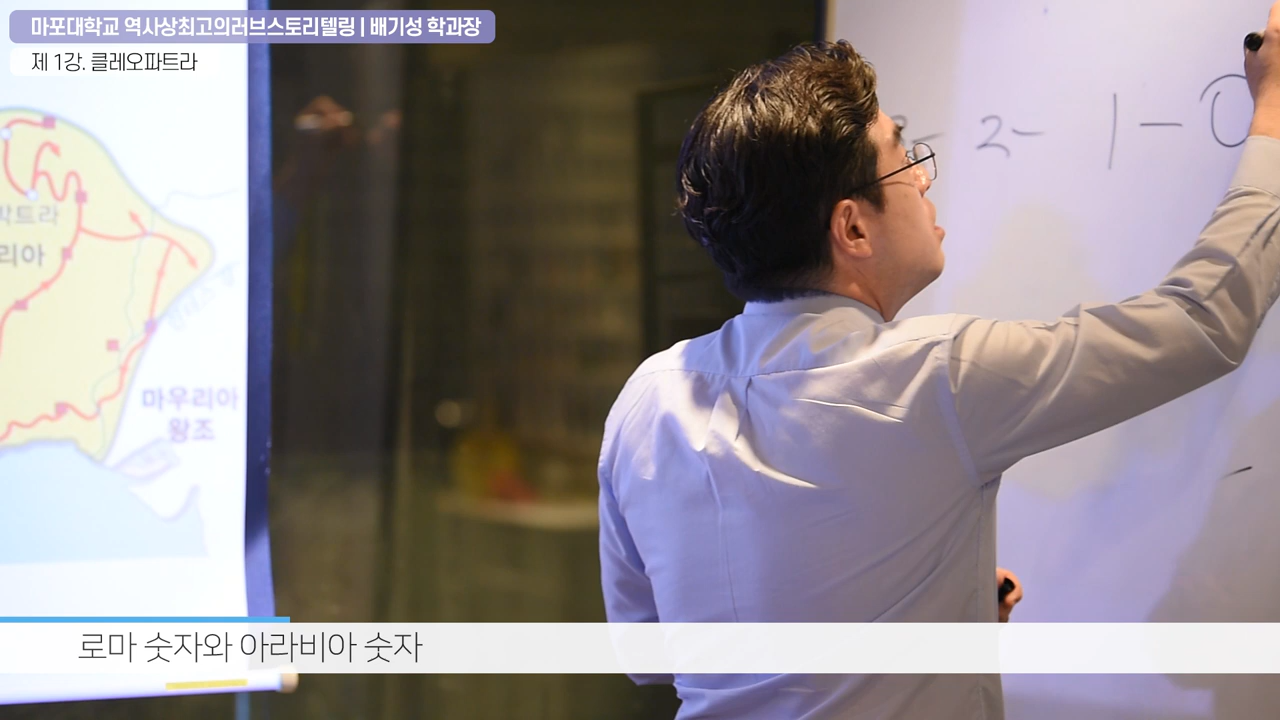 마포대학교 역사상최고의러브스토리텔링 | 배기성 학과장
제 1강. 클레오파트라
2- 1-0
박트라
리아
마우리아
왕조
로마 숫자와 아라비아 숫자